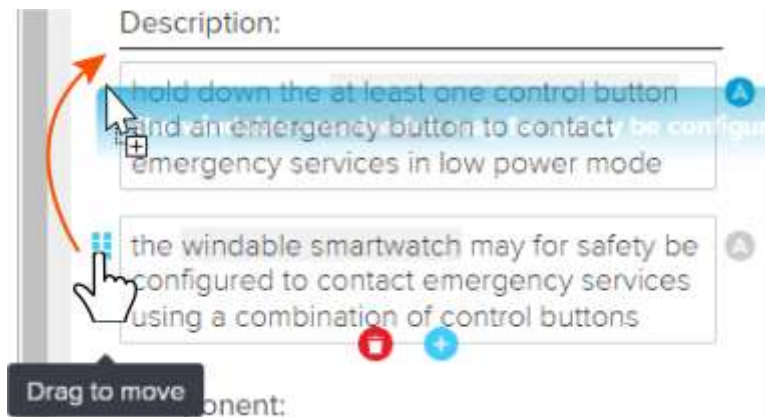 Description:
hold down the at least one control button
and an emergency button to contact
emergency services in low power mode
the windable smartwatch may for safety be
configured to contact emergency services
using a combination of control buttons
Drag to move
onent: